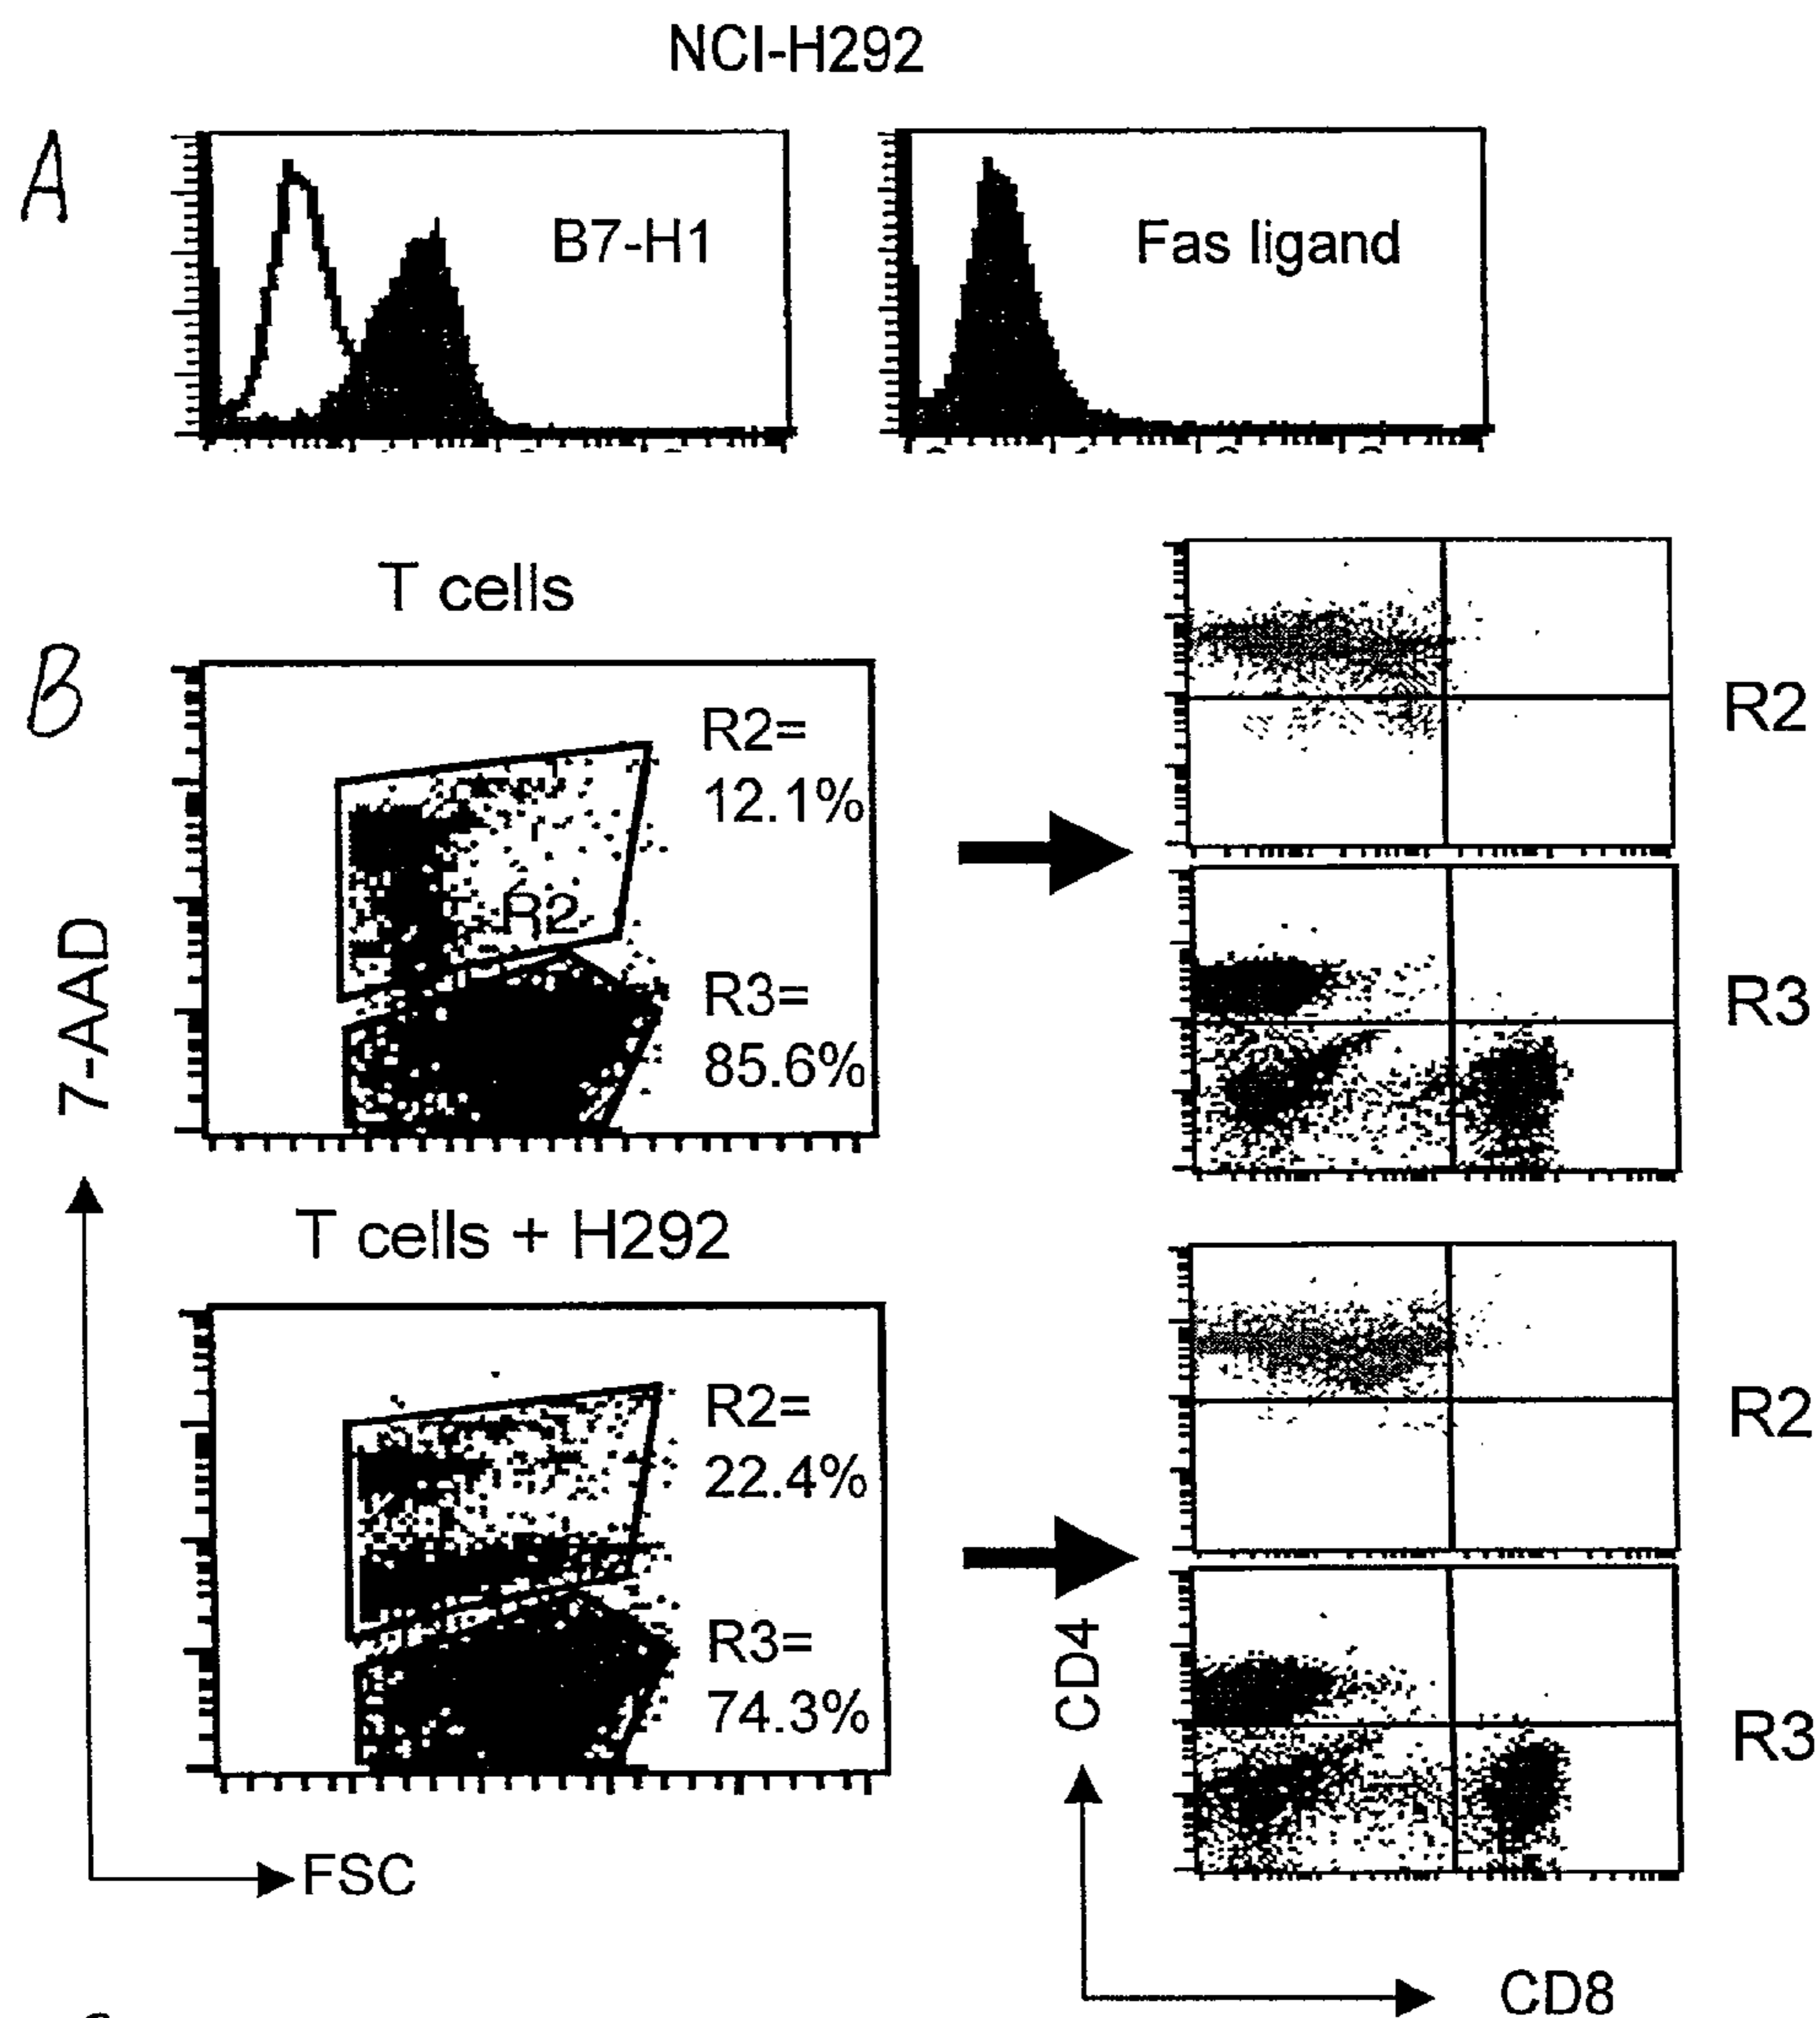 NCI-H292
A
B7-H1
Fas ligand
B
T cells
R2=
12.1%
R2
R3=
85.6%
7-AAD
R2
R3
T cells + H292
R2=
22.4%
R3=
74.3%
FSC
R2
R3
CD4
CD8